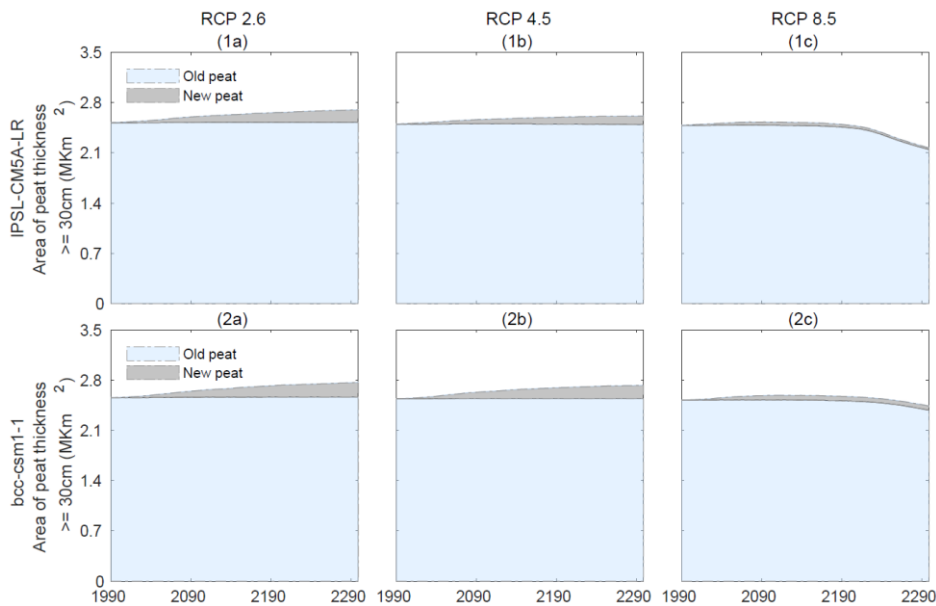 RCP 2.6 RCP 4.5 RCP 8.5
(1a) (1b) (1c)
IPSL-CM5A-LR
Area of peat thickness
>= 30cm (MKm 2)
3.5
2.8
2.1
1.4
0.7
0
Old peat
New peat
(2a) (2b) (2c)
bcc-csm1-1
Area of peat thickness
>= 30cm (MKm 2)
3.5
2.8
2.1
1.4
0.7
0
Old peat
New peat
1990 2090 2190 2290 1990 2090 2190 2290 1990 2090 2190 2290